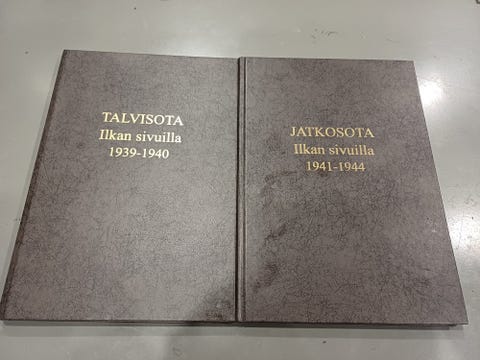 TALVISOTA
Ilkan sivuilla
1939-1940
JATKOSOTA
Ilkan sivuilla
1941-1944